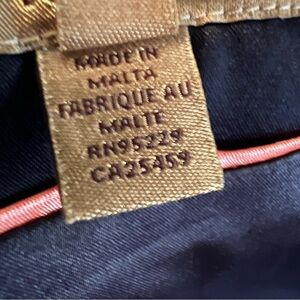 MADE IN
MALTA
FABRIQUE AU
MALTE
RN95229
CA25459